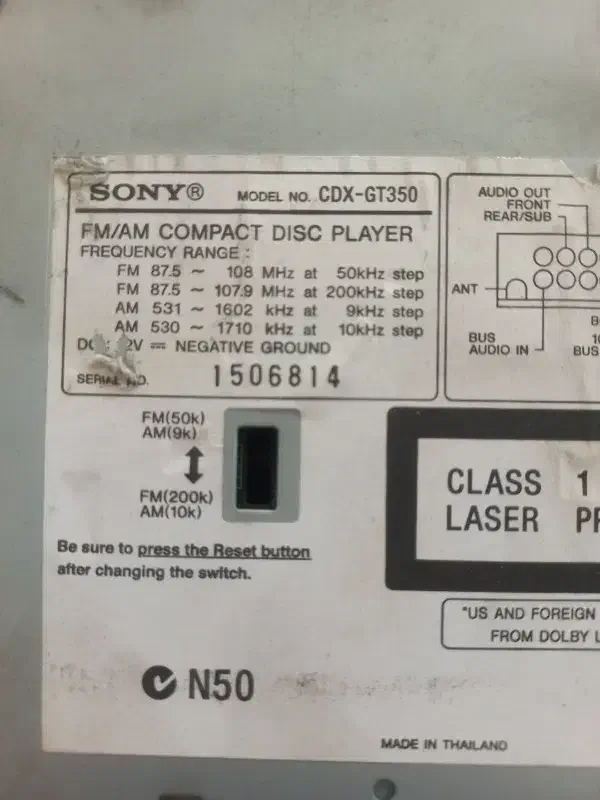 SONY® MODEL NO. CDX-GT350
FM/AM COMPACT DISC PLAYER
FREQUENCY RANGE :
FM 87.5 ~ 108 MHz at 50kHz step
FM 87.5 ~ 107.9 MHz at 200kHz step
AM 531 ~ 1602 kHz at 9kHz step
AM 530 ~ 1710 kHz at 10kHz step
NEGATIVE GROUND
SERIAL NO. 1506814
AUDIO OUT
FRONT
REAR/SUB
ANT
BUS
AUDIO IN
BUS
FM(50k)
AM(9k)
FM(200k)
AM(10k)
Be sure to press the Reset button
after changing the switch.
CLASS 1
LASER
"US AND FOREIGN
FROM DOLBY
N50
MADE IN THAILAND